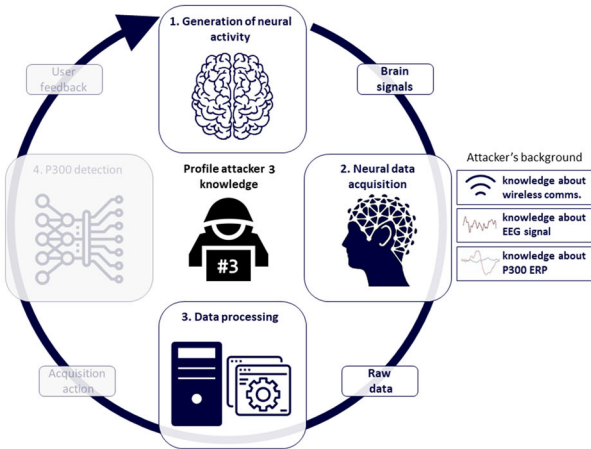 1. Generation of neural
activity
User
feedback
Brain
signals
4. P300 detection
Profile attacker 3
knowledge
#3
2. Neural data
acquisition
Attacker's background
knowledge about
wireless comms.
knowledge about
EEG signal
knowledge about
P300 ERP
3. Data processing
Acquisition
action
Raw
data